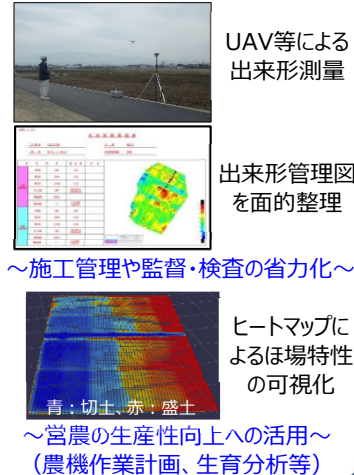 UAV等による
出来形測量
出来形管理図
を面的整理
～施工管理や監督・検査の省力化～
ヒートマップに
よるほ場特性
の可視化
青：切土、赤：盛土
～営農の生産性向上への活用～
（農機作業計画、生育分析等）